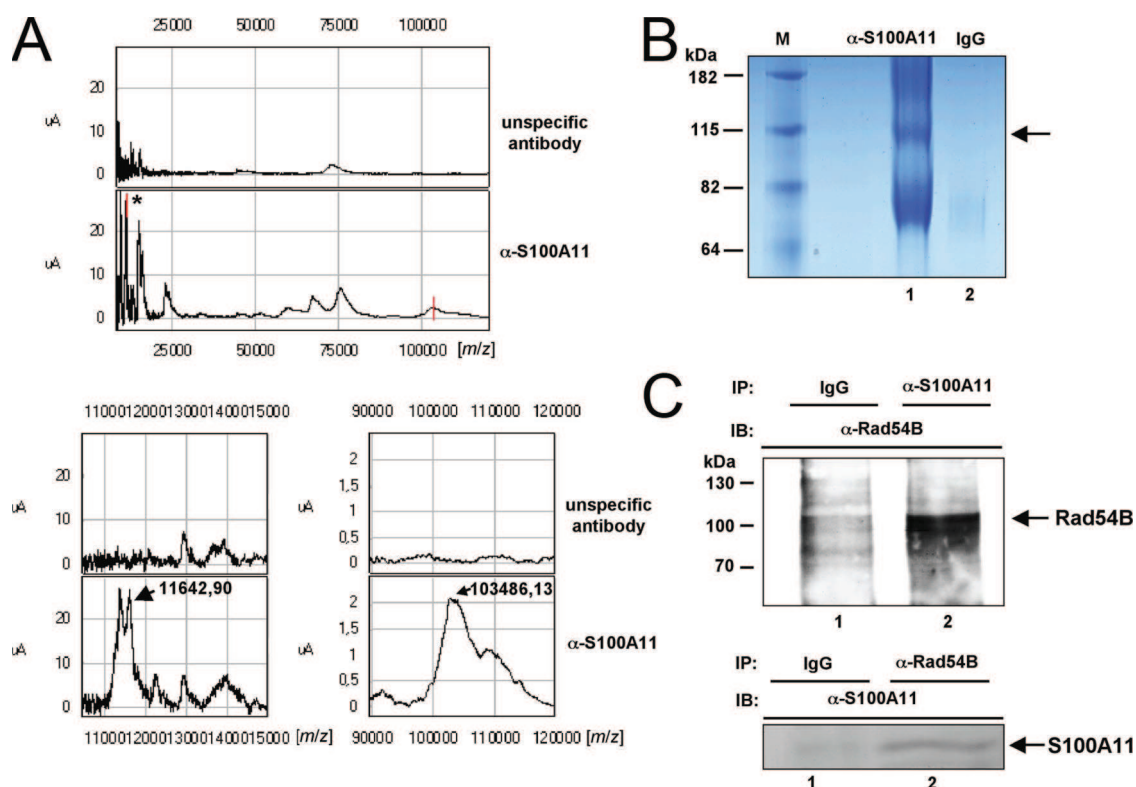 A
25000 50000 75000 100000
20
uA
10
0
unspecific
antibody
*
20
uA
10
0
α-S100A11
25000 50000 75000 100000 [m/z]
1100012000130001400015000
20
uA
10
0
11642,90
20
uA
10
0
1100012000130001400015000 [m/z]
90000 100000 110000 120000
2
1,5
uA
1
0,5
0
unspecific
antibody
103486,13
2
1,5
uA
1
0,5
0
α-S100A11
90000 100000 110000 120000 [m/z]
B
kDa M α-S100A11 IgG
182
115
82
64
1 2
C
IP: IgG α-S100A11
IB: α-Rad54B
kDa
130
100
70
Rad54B
1 2
IP: IgG α-Rad54B
IB: α-S100A11
S100A11
1 2